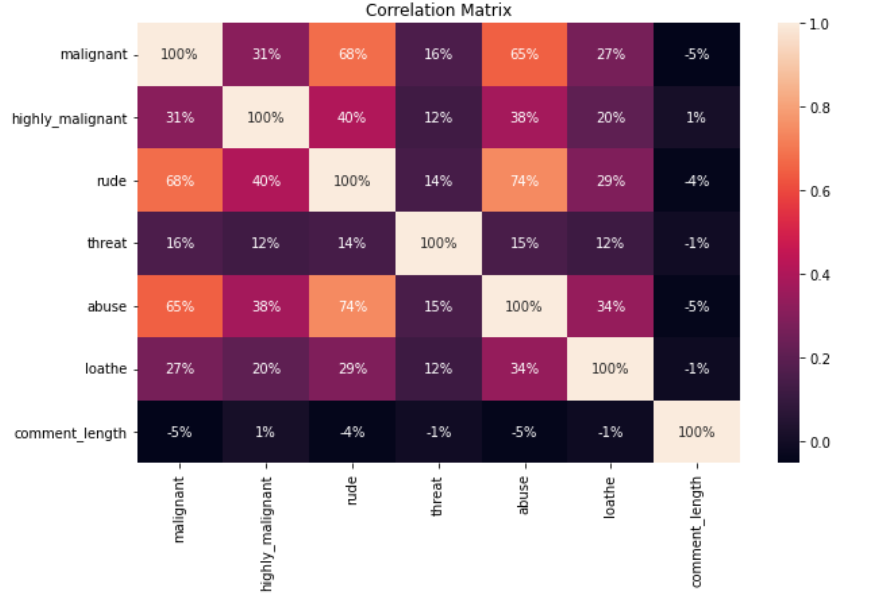 Correlation Matrix
malignant 100% 31% 68% 16% 65% 27% -5%
highly_malignant 31% 100% 40% 12% 38% 20% 1%
rude 68% 40% 100% 14% 74% 29% -4%
threat 16% 12% 14% 100% 15% 12% -1%
abuse 65% 38% 74% 15% 100% 34% -5%
loathe 27% 20% 29% 12% 34% 100% -1%
comment_length -5% 1% -4% -1% -5% -1% 100%
malignant highly_malignant rude threat abuse loathe comment_length
1.0
0.8
0.6
0.4
0.2
0.0